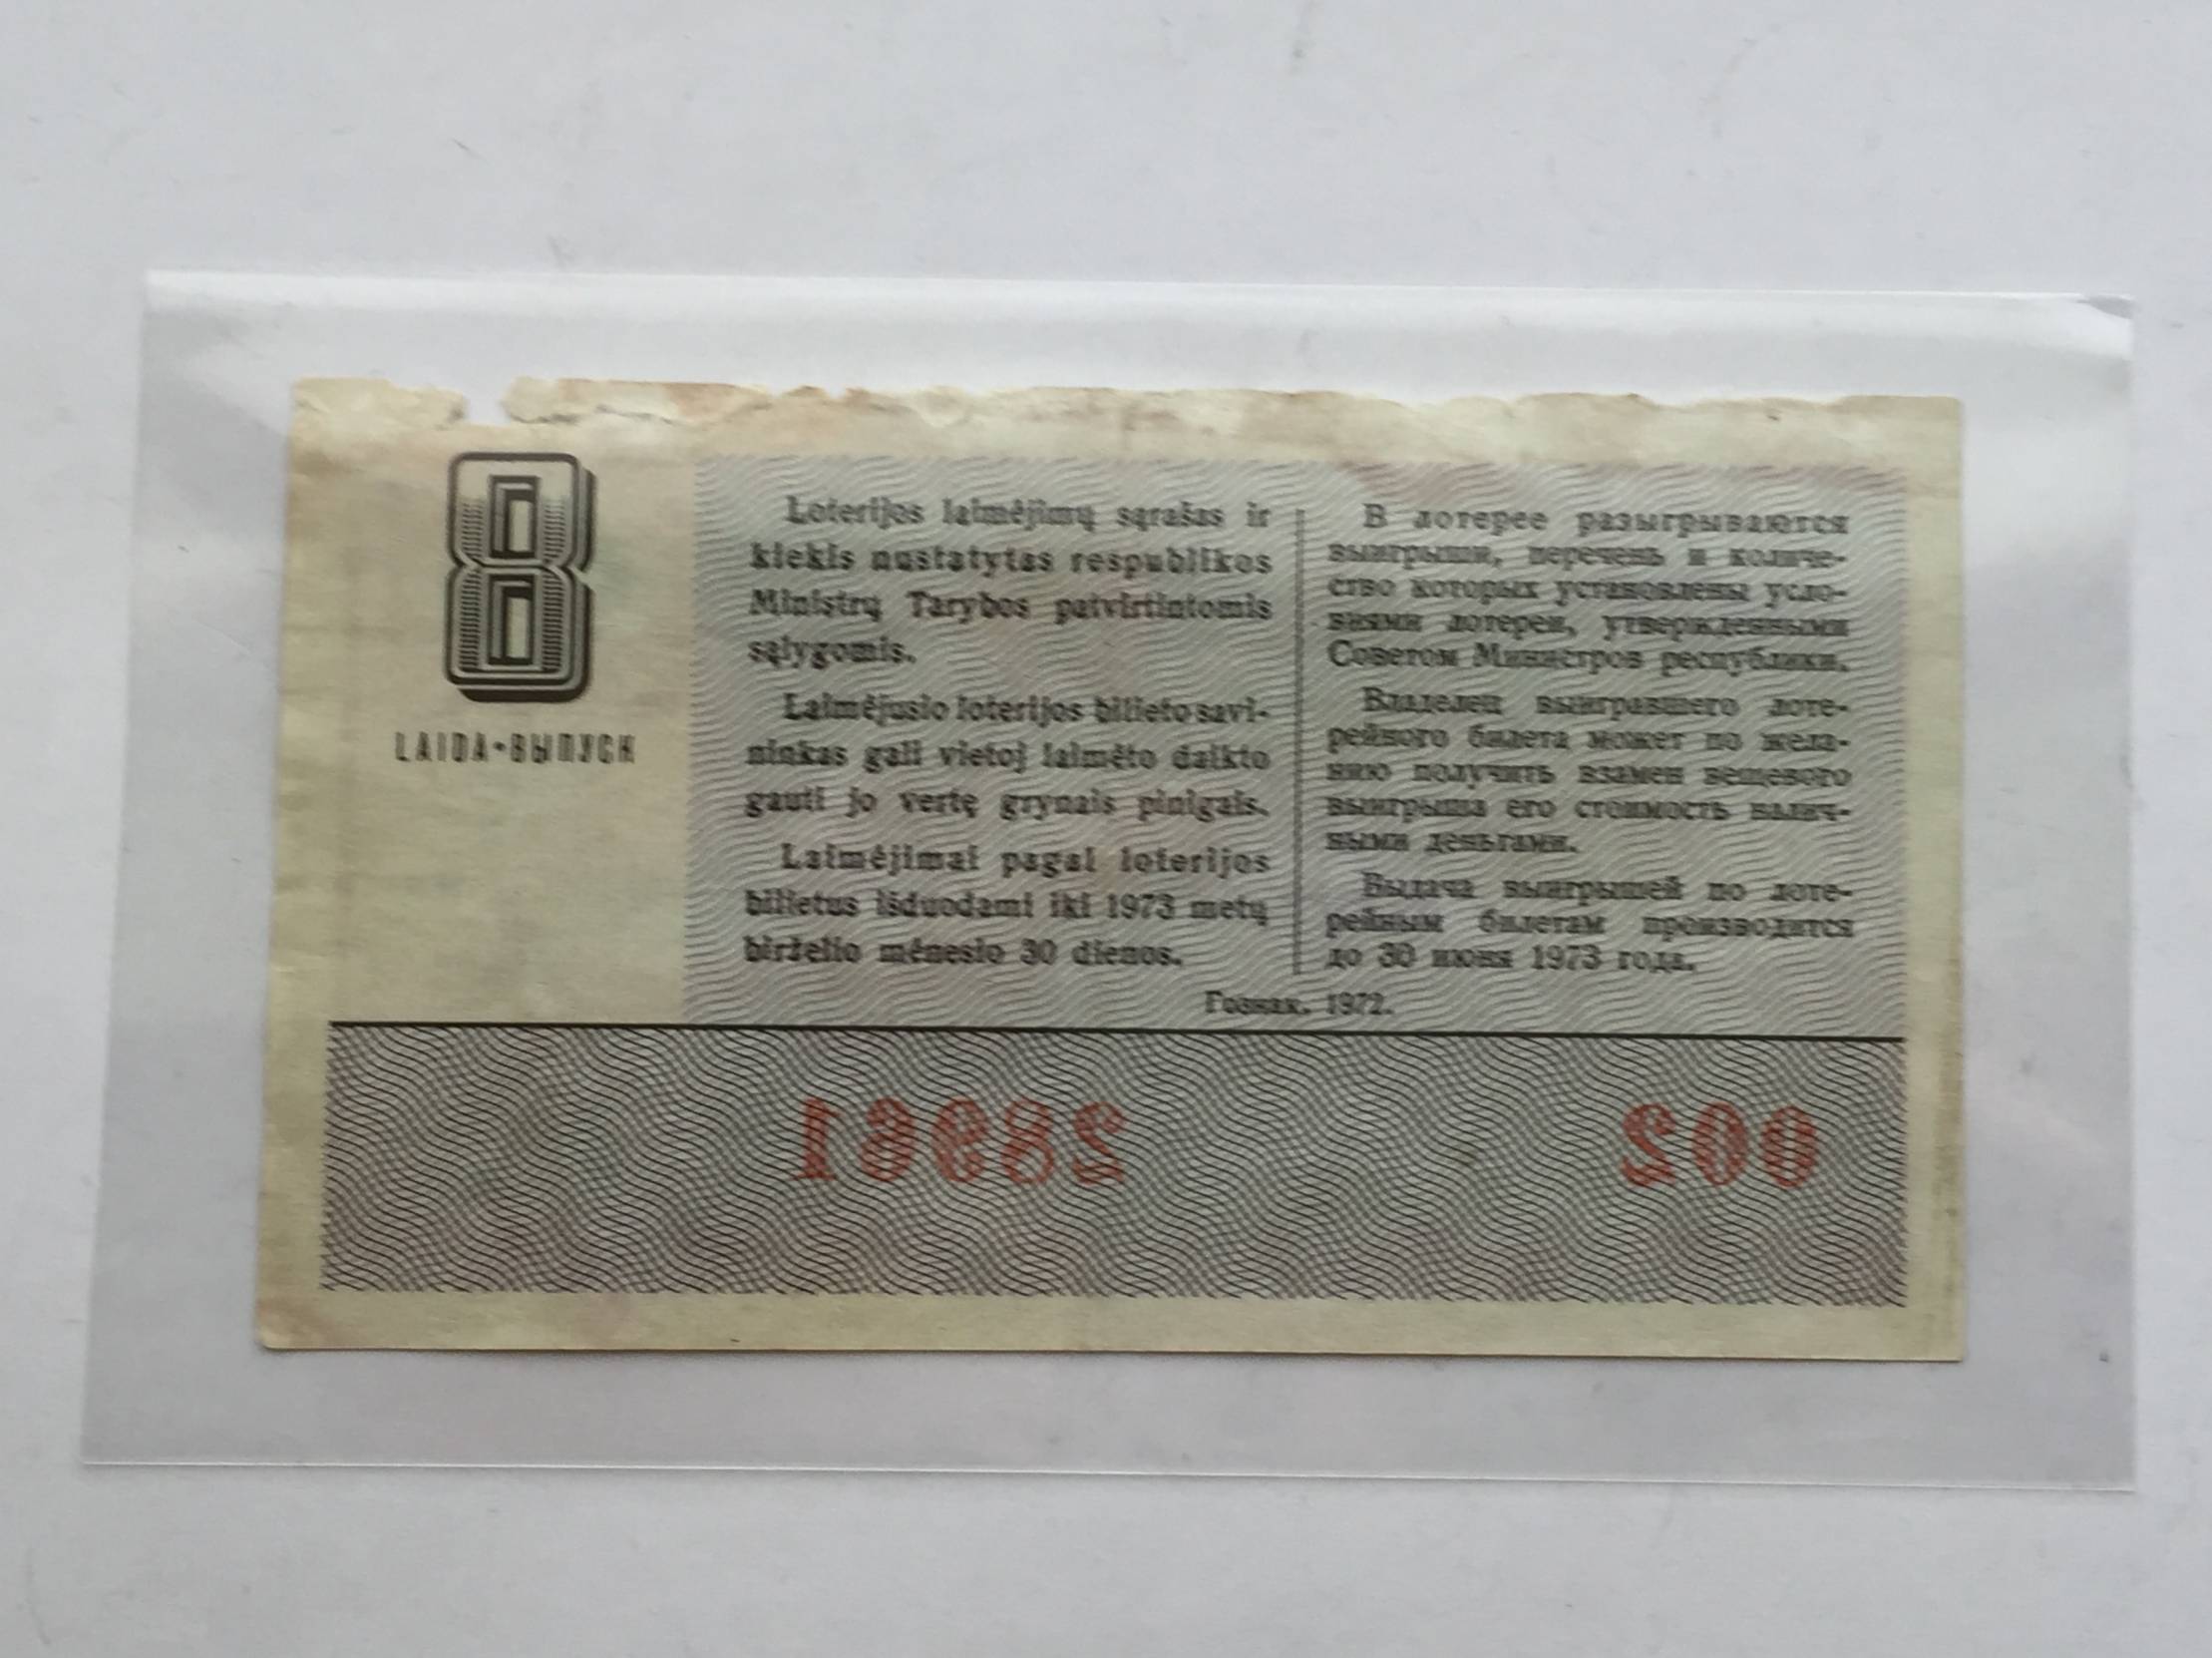 8
LAIDA•ВЫПУСК
Loterijos laimėjimų sąrašas ir
kiekis nustatytas respublikos
Ministrų Tarybos patvirtintomis
sąlygomis.
Laimėjusio loterijos bilieto savi-
ninkas gali vietoj laimėto daikto
gauti jo vertę grynais pinigais.
Laimėjimai pagal loterijos
bilietus išduodami iki 1973 metų
birželio mėnesio 30 dienos.
В лотерее разыгрываются
выигрыши, перечень и количе-
ство которых установлены усло-
виями лотереи, утвержденными
Советом Министров республики.
Владелец выигравшего лоте-
рейного билета может по жела-
нию получить взамен вещевого
выигрыша его стоимость налич-
ными деньгами.
Выдача выигрышей по лоте-
рейным билетам производится
до 30 июня 1973 года.
Гознак. 1972.
28961
002